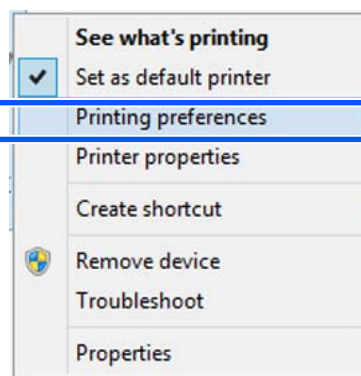 See what's printing
Set as default printer
Printing preferences
Printer properties
Create shortcut
Remove device
Troubleshoot
Properties